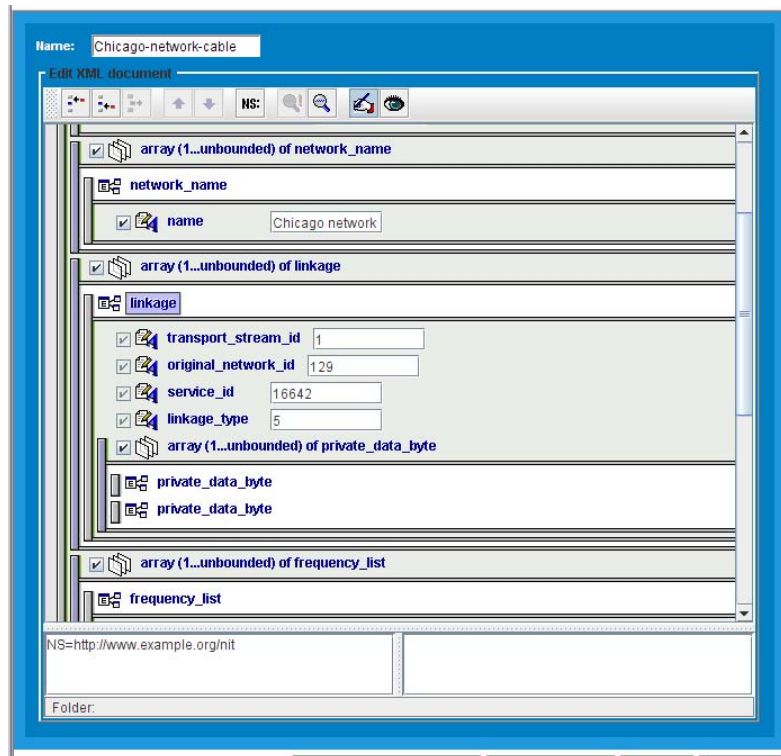 Name: Chicago-network-cable
Edit XML document
NS:
array (1...unbounded) of network_name
network_name
name Chicago network
array (1...unbounded) of linkage
linkage
transport_stream_id 1
original_network_id 129
service_id 16642
linkage_type 5
array (1...unbounded) of private_data_byte
private_data_byte
private_data_byte
array (1...unbounded) of frequency_list
frequency_list
NS=http://www.example.org/nit
Folder: